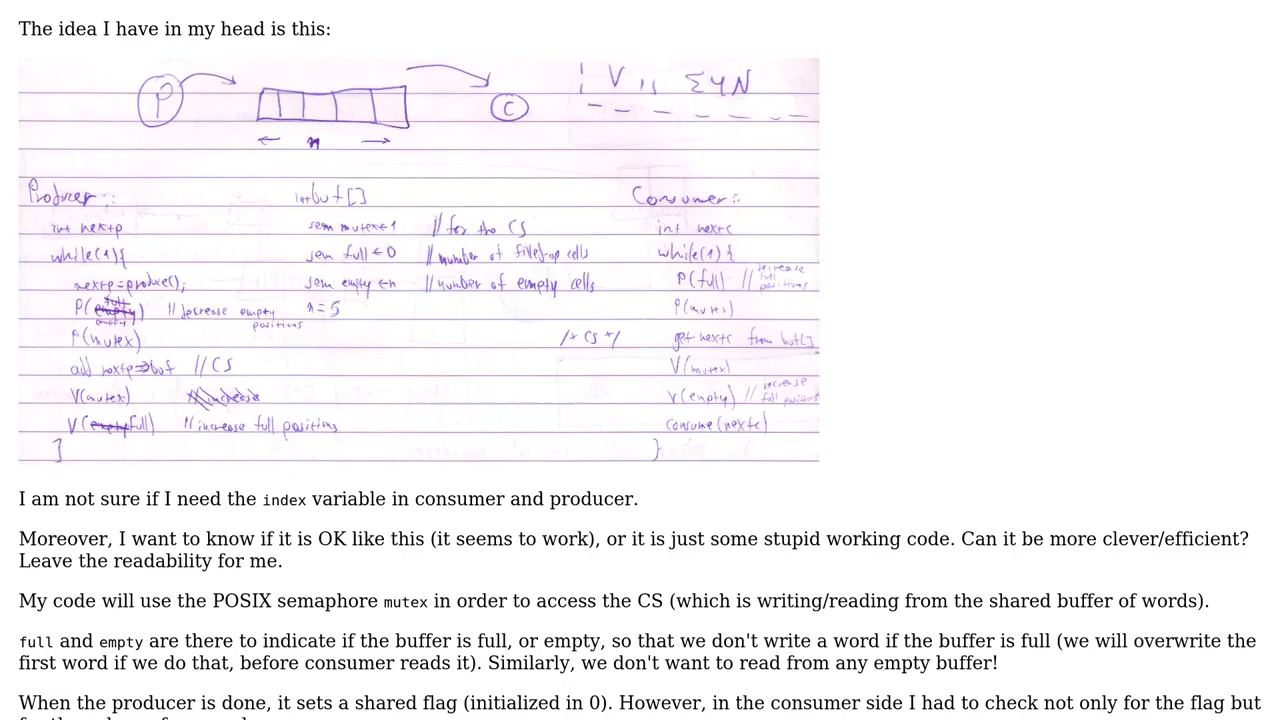 The idea I have in my head is this:
P
C
n
Producer::
int buf[]
Consumer::
int nextp
sem mutex←1 // for the CS
int nextc
while(1){
sem full←0 // number of cells
while(1){
nextp=produce();
sem empty←n // number of empty cells
P(full) // decrease full positions
P(empty) // decrease empty positions
n=5
P(mutex)
P(mutex)
/* CS */
get nextc from buf[]
add nextp⇒buf // CS
V(mutex)
V(mutex)
V(empty) // increase full positions
V(full) // increase full positions
consume(nextc)
}
}
I am not sure if I need the index variable in consumer and producer.
Moreover, I want to know if it is OK like this (it seems to work), or it is just some stupid working code. Can it be more clever/efficient?
Leave the readability for me.
My code will use the POSIX semaphore mutex in order to access the CS (which is writing/reading from the shared buffer of words).
full and empty are there to indicate if the buffer is full, or empty, so that we don't write a word if the buffer is full (we will overwrite the
first word if we do that, before consumer reads it). Similarly, we don't want to read from any empty buffer!
When the producer is done, it sets a shared flag (initialized in 0). However, in the consumer side I had to check not only for the flag but